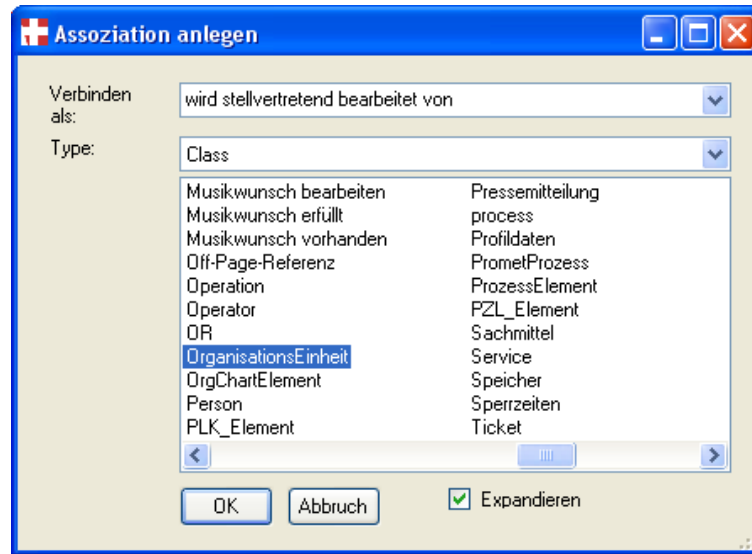 Assoziation anlegen
Verbinden als:
wird stellvertretend bearbeitet von
Type:
Class
Musikwunsch bearbeiten
Musikwunsch erfüllt
Musikwunsch vorhanden
Off-Page-Referenz
Operation
Operator
OR
OrganisationsEinheit
OrgChartElement
Person
PLK_Element
Pressemitteilung
process
Profildaten
PrometProzess
ProzessElement
PZL_Element
Sachmittel
Service
Speicher
Sperrzeiten
Ticket
OK
Abbruch
Expandieren